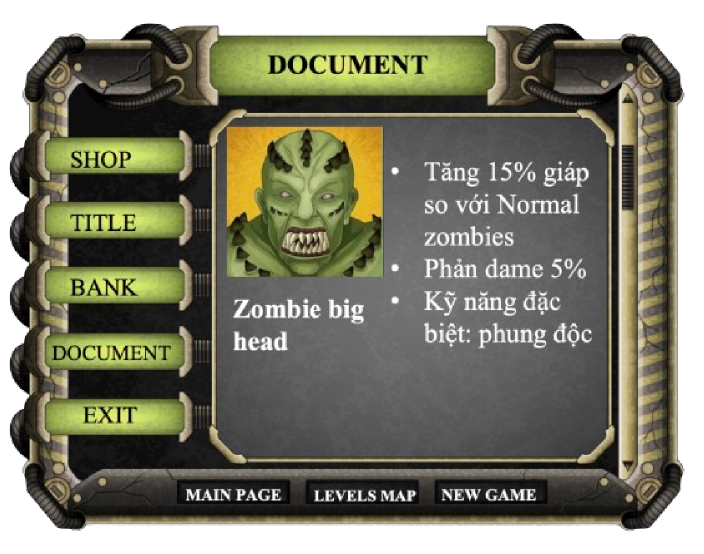 DOCUMENT
SHOP
TITLE
BANK
DOCUMENT
EXIT
Zombie big
head
• Tăng 15% giáp
so với Normal
zombies
• Phản dame 5%
• Kỹ năng đặc
biệt: phung độc
MAIN PAGE
LEVELS MAP
NEW GAME